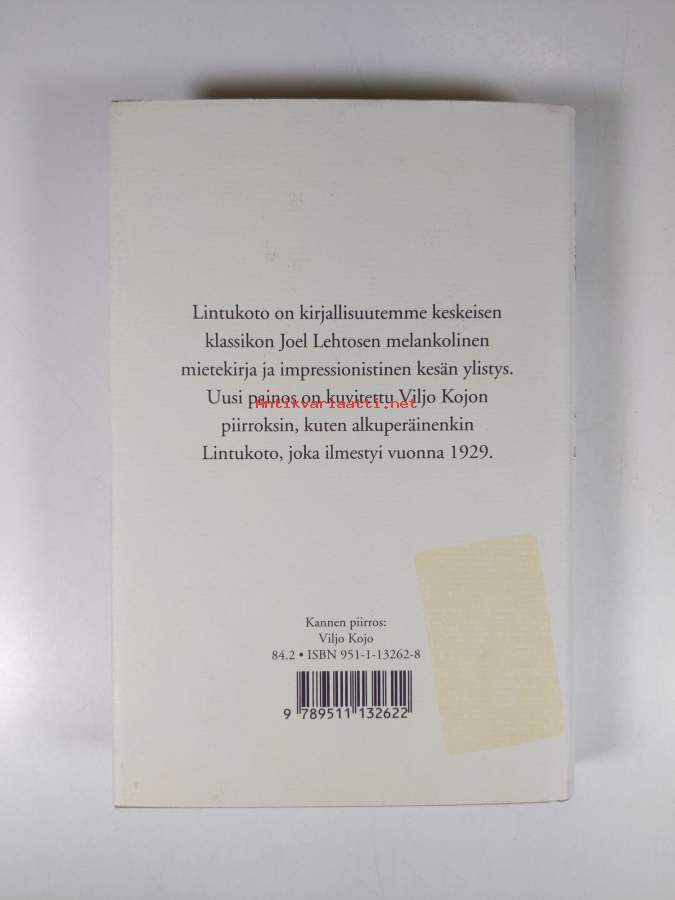 Lintukoto on kirjallisuutemme keskeisen
klassikon Joel Lehtosen melankolinen
mietekirja ja impressionistinen kesän ylistys.
Uusi painos on kuvitettu Viljo Kojon
Antikvariaatti.net
piirroksin, kuten alkuperäinenkin
Lintukoto, joka ilmestyi vuonna 1929.
Kannen piirros:
Viljo Kojo
84.2 • ISBN 951-1-13262-8
9 789511 132622